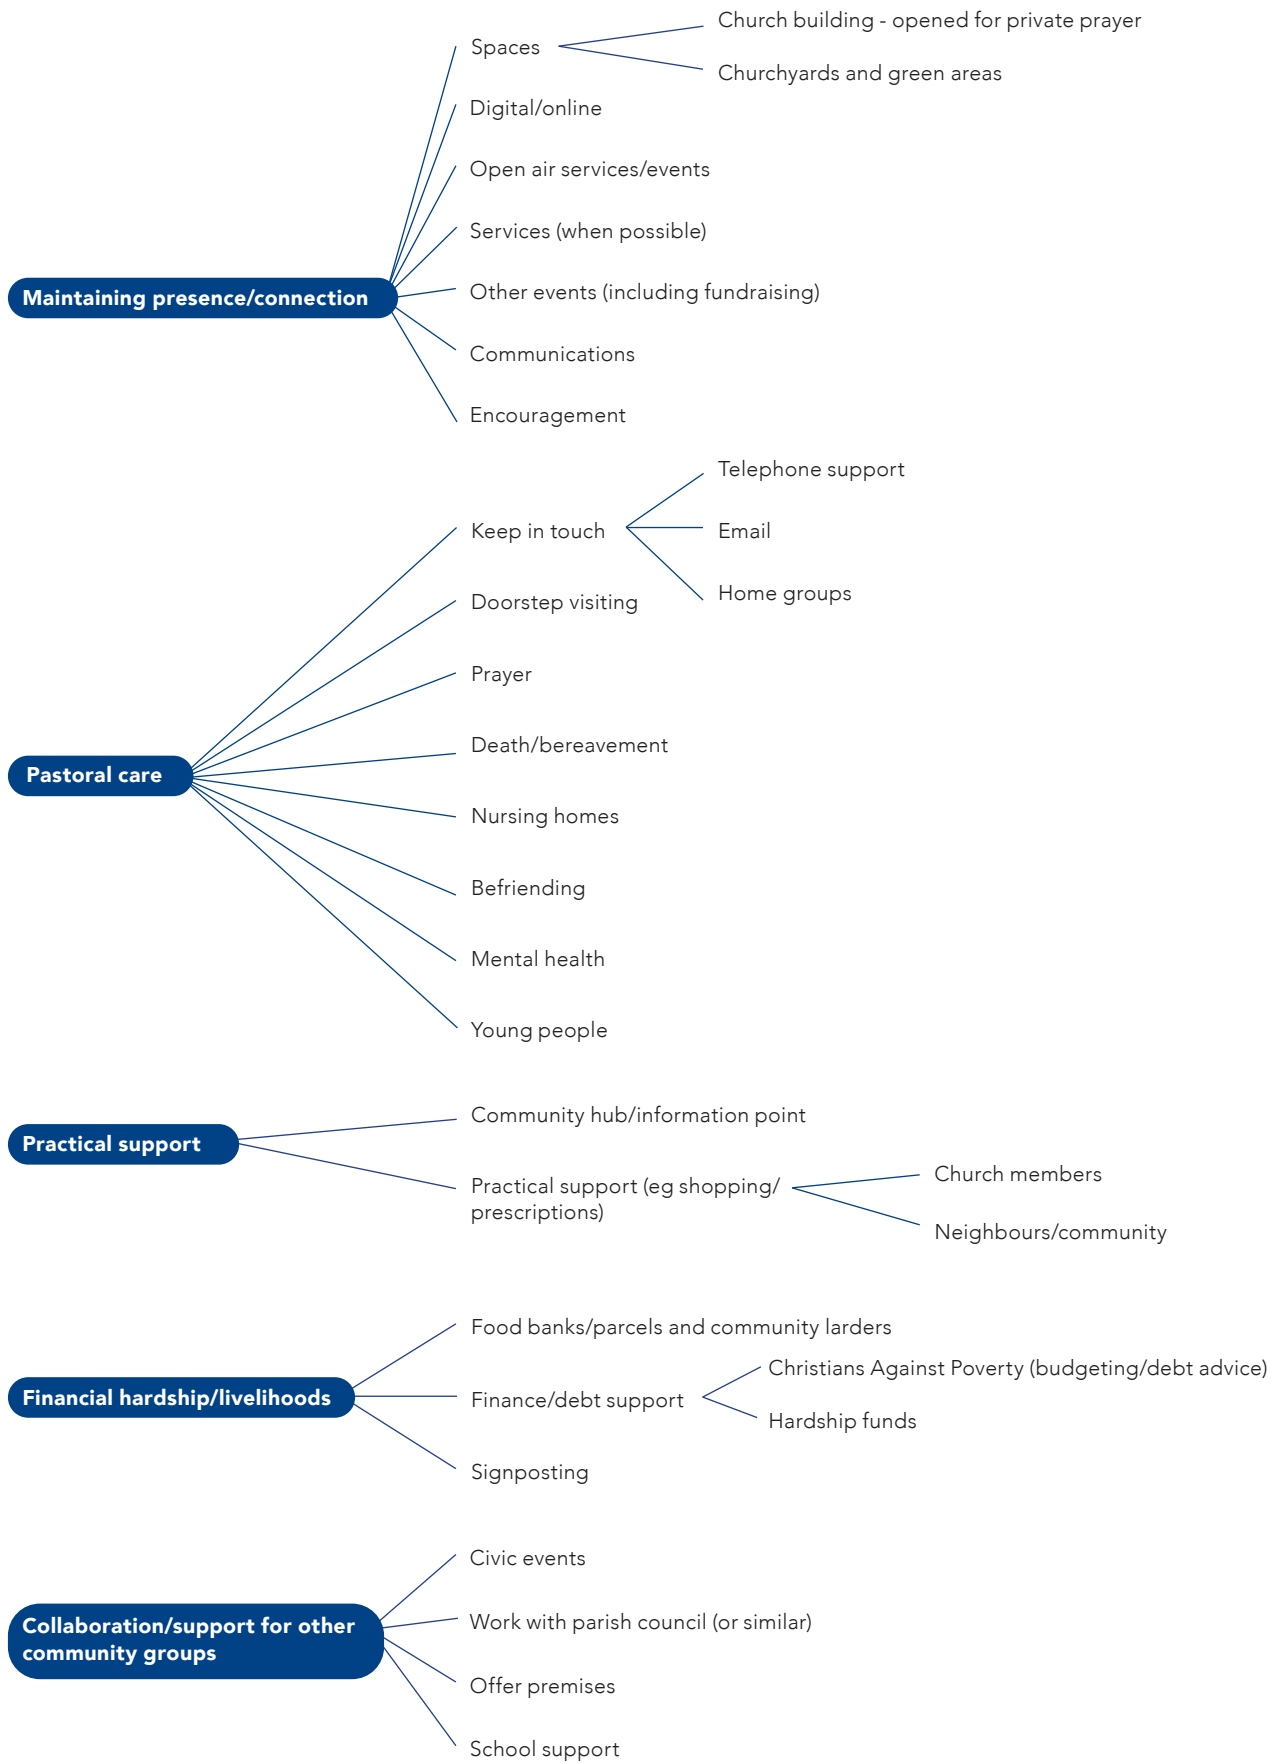 Maintaining presence/connection
Spaces
Church building - opened for private prayer
Churchyards and green areas
Digital/online
Open air services/events
Services (when possible)
Other events (including fundraising)
Communications
Encouragement
Pastoral care
Keep in touch
Telephone support
Email
Home groups
Doorstep visiting
Prayer
Death/bereavement
Nursing homes
Befriending
Mental health
Young people
Practical support
Community hub/information point
Practical support (eg shopping/
prescriptions)
Church members
Neighbours/community
Financial hardship/livelihoods
Food banks/parcels and community larders
Finance/debt support
Christians Against Poverty (budgeting/debt advice)
Hardship funds
Signposting
Collaboration/support for other
community groups
Civic events
Work with parish council (or similar)
Offer premises
School support